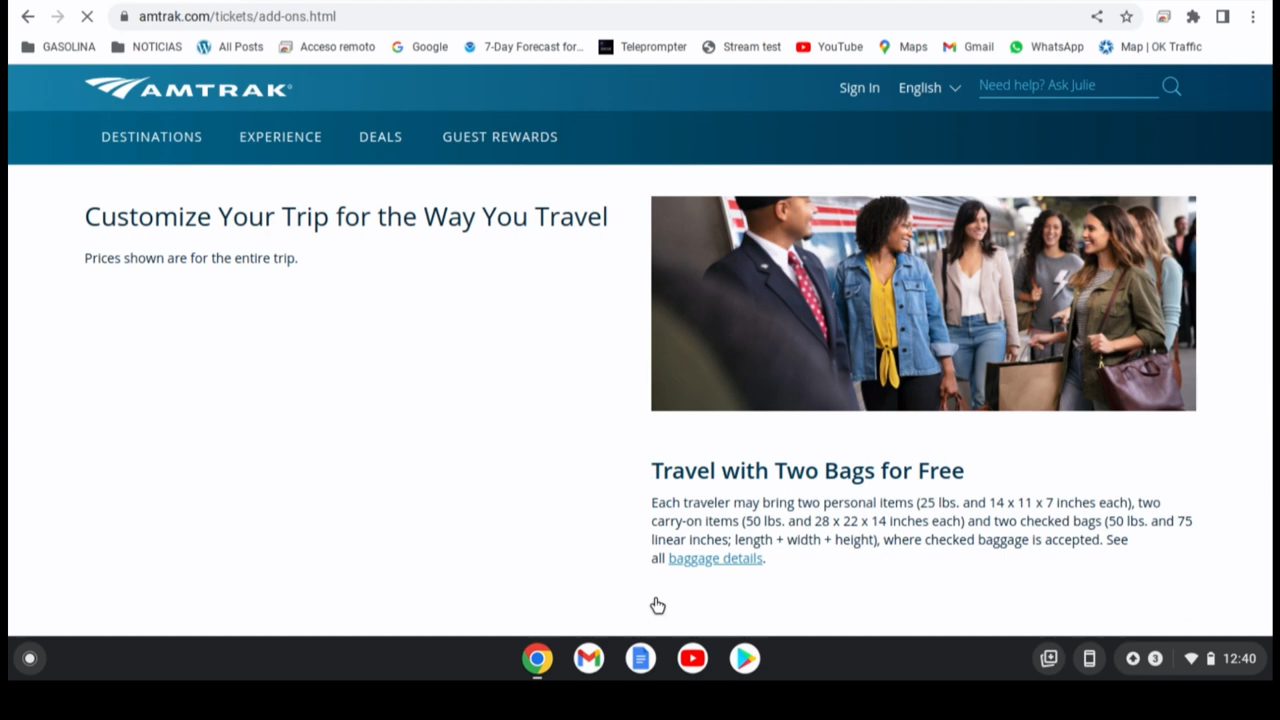 amtrak.com/tickets/add-ons.html
GASOLINA NOTICIAS All Posts Acceso remoto Google 7-Day Forecast for... Teleprompter Stream test YouTube Maps Gmail WhatsApp Map | OK Traffic
AMTRAK
Sign In English Need help? Ask Julie
DESTINATIONS EXPERIENCE DEALS GUEST REWARDS
Customize Your Trip for the Way You Travel
Prices shown are for the entire trip.
Travel with Two Bags for Free
Each traveler may bring two personal items (25 lbs. and 14 x 11 x 7 inches each), two
carry-on items (50 lbs. and 28 x 22 x 14 inches each) and two checked bags (50 lbs. and 75
linear inches; length + width + height), where checked baggage is accepted. See
all baggage details.
3 12:40